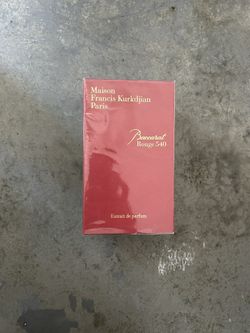 Maison
Francis Kurkdjian
Paris
Baccarat
Rouge 540
Extrait de parfum